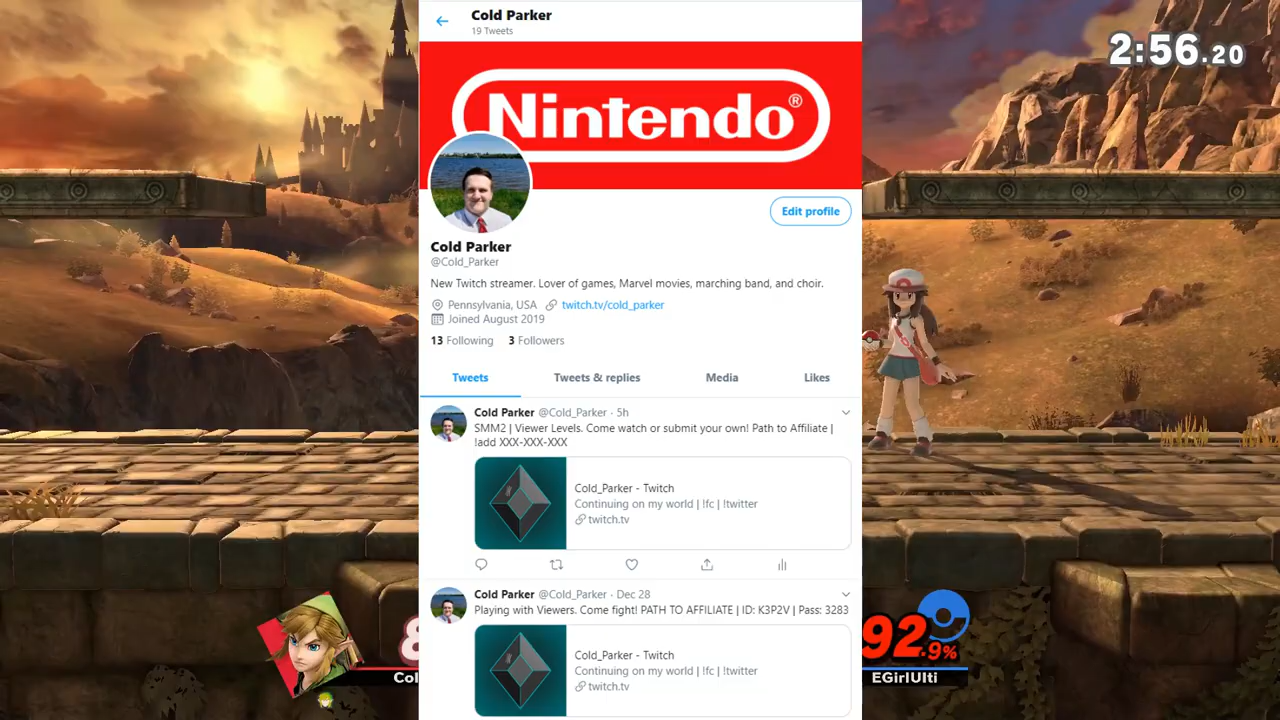 Cold Parker
19 Tweets
2:56.20
Nintendo®
Edit profile
Cold Parker
@Cold_Parker
New Twitch streamer. Lover of games, Marvel movies, marching band, and choir.
Pennsylvania, USA twitch.tv/cold_parker
Joined August 2019
13 Following 3 Followers
Tweets Tweets & replies Media Likes
Cold Parker @Cold_Parker · 5h
SMM2 | Viewer Levels. Come watch or submit your own! Path to Affiliate |
!add XXX-XXX-XXX
Cold_Parker - Twitch
Continuing on my world | !fc | !twitter
twitch.tv
Cold Parker @Cold_Parker · Dec 28
Playing with Viewers. Come fight! PATH TO AFFILIATE | ID: K3P2V | Pass: 3283
Cold_Parker - Twitch
Continuing on my world | !fc | !twitter
twitch.tv
92.9%
EGirlUlti